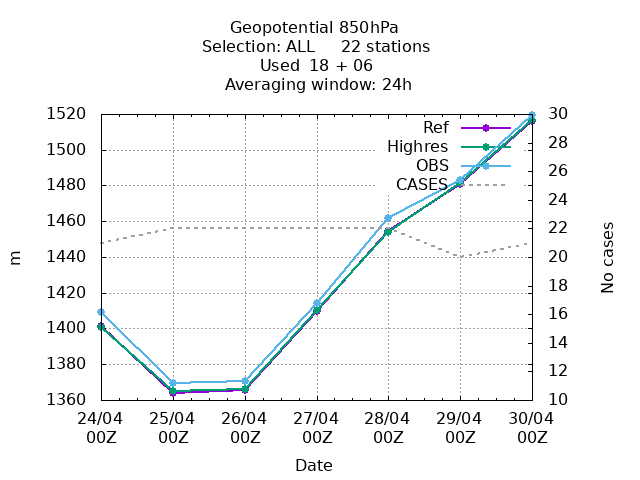 Geopotential 850hPa
Selection: ALL     22 stations
Used  18 + 06
Averaging window: 24h
1520
1500
1480
1460
1440
1420
1400
1380
1360
m
Ref
Highres
OBS
CASES
30
28
26
24
22
20
18
16
14
12
10
No cases
24/04 25/04 26/04 27/04 28/04 29/04 30/04
00Z 00Z 00Z 00Z 00Z 00Z 00Z
Date